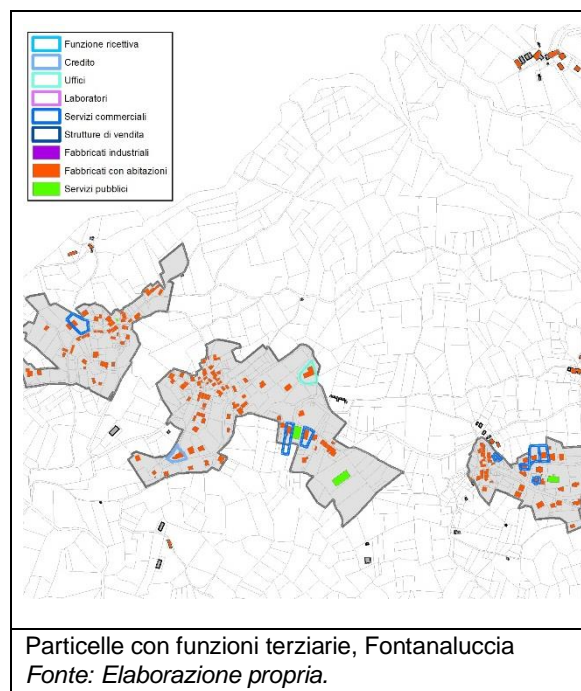 Funzione ricettiva
Credito
Uffici
Laboratori
Servizi commerciali
Strutture di vendita
Fabbricati industriali
Fabbricati con abitazioni
Servizi pubblici
Particelle con funzioni terziarie, Fontanaluccia
Fonte: Elaborazione propria.